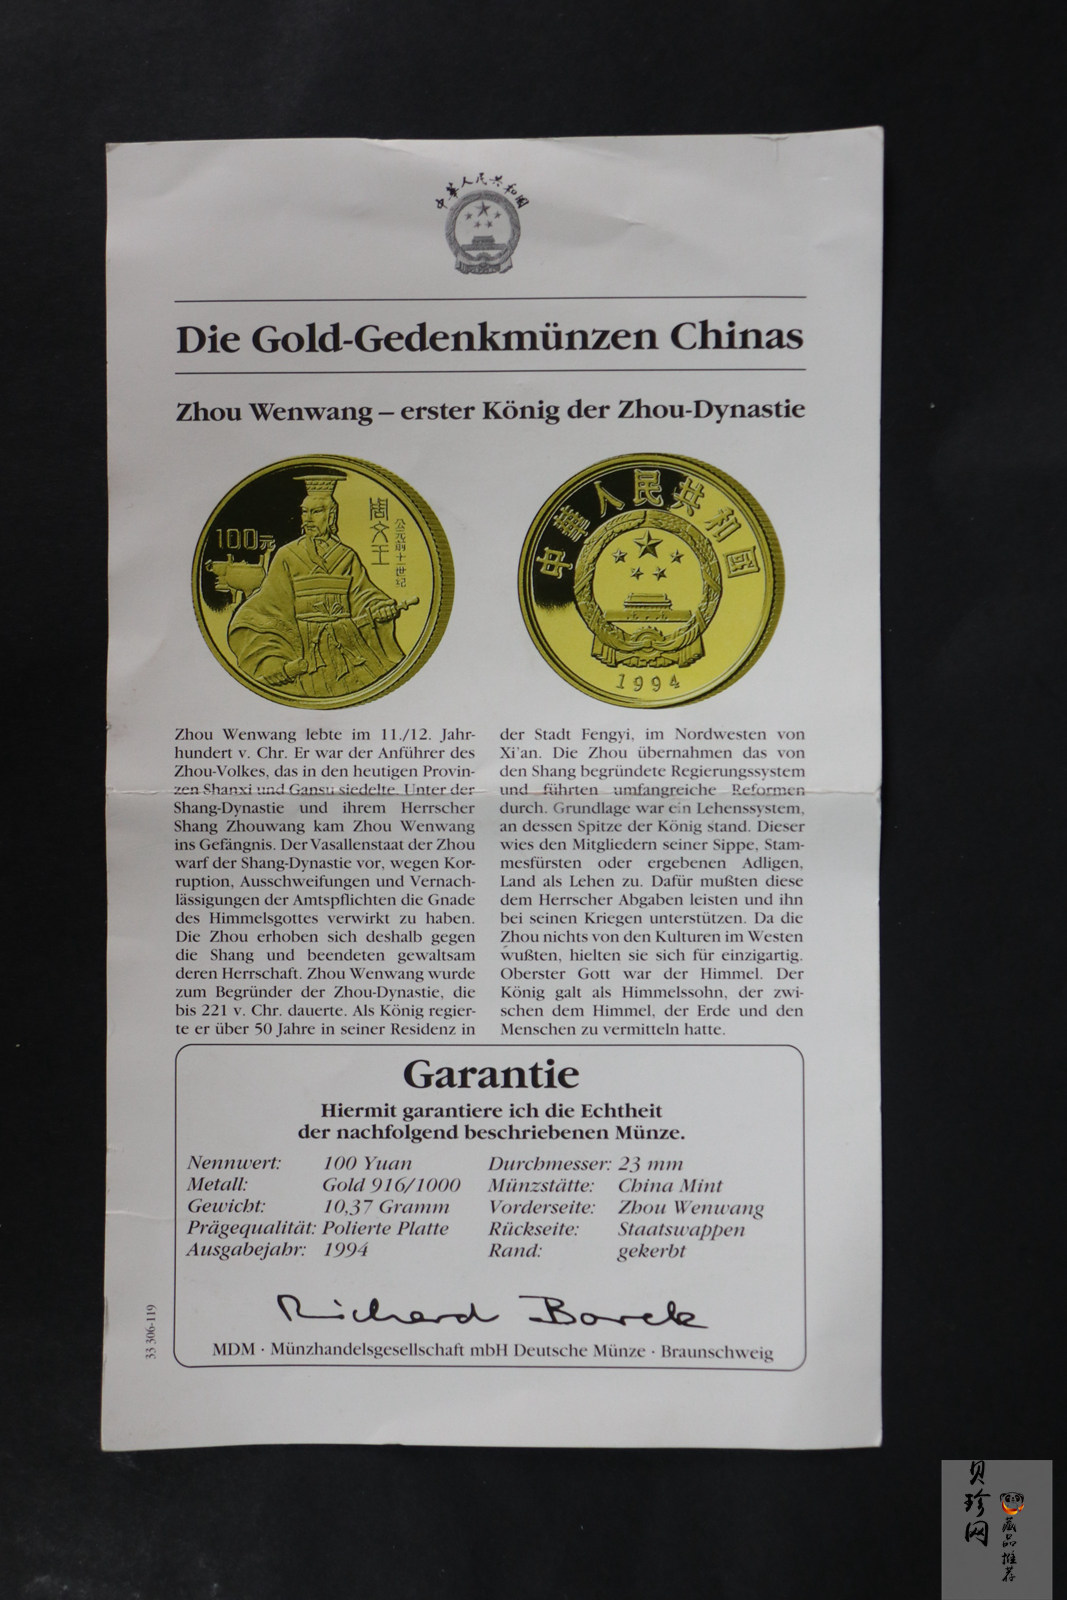 中华人民共和国
Die Gold-Gedenkmünzen Chinas
Zhou Wenwang – erster König der Zhou-Dynastie
100元
周文王
公元前十一世纪
中華人民共和國
1994
Zhou Wenwang lebte im 11./12. Jahr-
hundert v. Chr. Er war der Anführer des
Zhou-Volkes, das in den heutigen Provin-
zen Shanxi und Gansu siedelte. Unter der
Shang-Dynastie und ihrem Herrscher
Shang Zhouwang kam Zhou Wenwang
ins Gefängnis. Der Vasallenstaat der Zhou
warf der Shang-Dynastie vor, wegen Kor-
ruption, Ausschweifungen und Vernach-
lässigungen der Amtspflichten die Gnade
des Himmelsgottes verwirkt zu haben.
Die Zhou erhoben sich deshalb gegen
die Shang und beendeten gewaltsam
deren Herrschaft. Zhou Wenwang wurde
zum Begründer der Zhou-Dynastie, die
bis 221 v. Chr. dauerte. Als König regier-
te er über 50 Jahre in seiner Residenz in
der Stadt Fengyi, im Nordwesten von
Xi'an. Die Zhou übernahmen das von
den Shang begründete Regierungssystem
und führten umfangreiche Reformen
durch. Grundlage war ein Lehenssystem,
an dessen Spitze der König stand. Dieser
wies den Mitgliedern seiner Sippe, Stam-
mesfürsten oder ergebenen Adligen,
Land als Lehen zu. Dafür mußten diese
dem Herrscher Abgaben leisten und ihn
bei seinen Kriegen unterstützen. Da die
Zhou nichts von den Kulturen im Westen
wußten, hielten sie sich für einzigartig.
Oberster Gott war der Himmel. Der
König galt als Himmelssohn, der zwi-
schen dem Himmel, der Erde und den
Menschen zu vermitteln hatte.
Garantie
Hiermit garantiere ich die Echtheit
der nachfolgend beschriebenen Münze.
Nennwert: 100 Yuan Durchmesser: 23 mm
Metall: Gold 916/1000 Münzstätte: China Mint
Gewicht: 10,37 Gramm Vorderseite: Zhou Wenwang
Prägequalität: Polierte Platte Rückseite: Staatswappen
Ausgabejahr: 1994 Rand: gekerbt
Richard Borek
MDM · Münzhandelsgesellschaft mbH Deutsche Münze · Braunschweig
33 306-119
贝珍网
藏品推荐